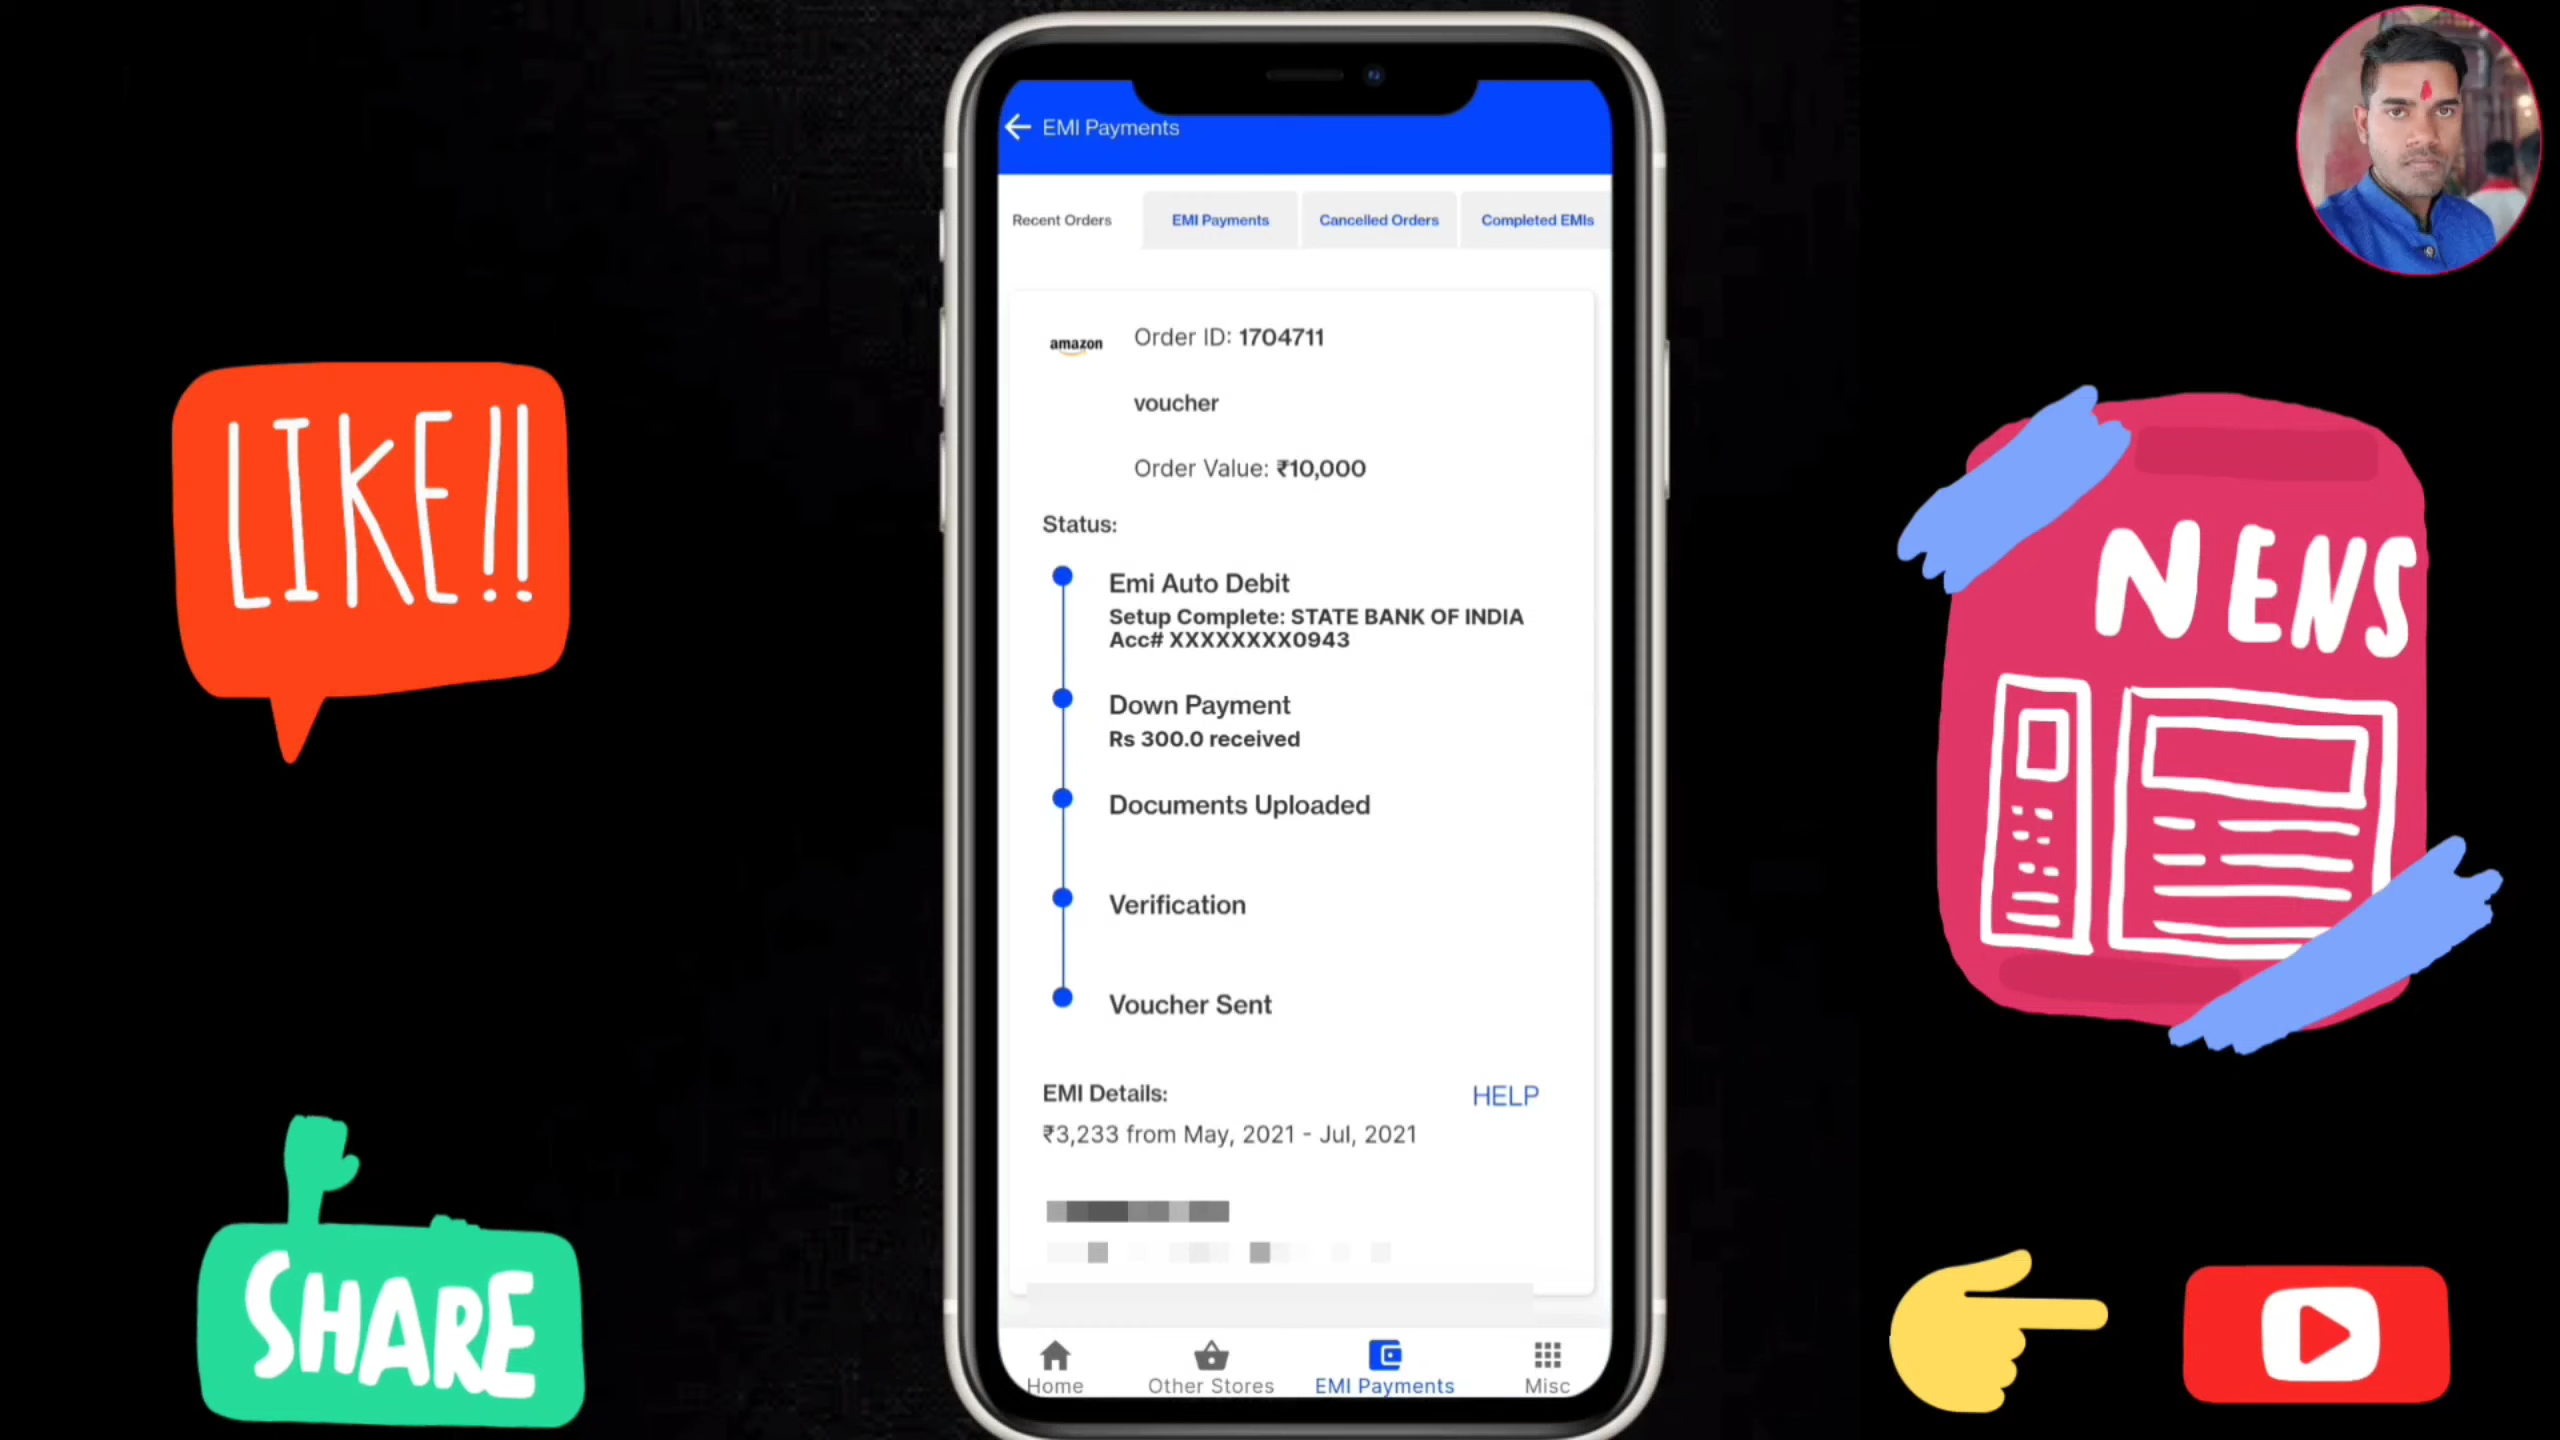 EMI Payments
Recent Orders
EMI Payments
Cancelled Orders
Completed EMIs
amazon
Order ID: 1704711
voucher
Order Value: ₹10,000
Status:
Emi Auto Debit
Setup Complete: STATE BANK OF INDIA
Acc# XXXXXXXX0943
Down Payment
Rs 300.0 received
Documents Uploaded
Verification
Voucher Sent
EMI Details:
HELP
₹3,233 from May, 2021 - Jul, 2021
Home
Other Stores
EMI Payments
Misc
LIKE!!
SHARE
NENS